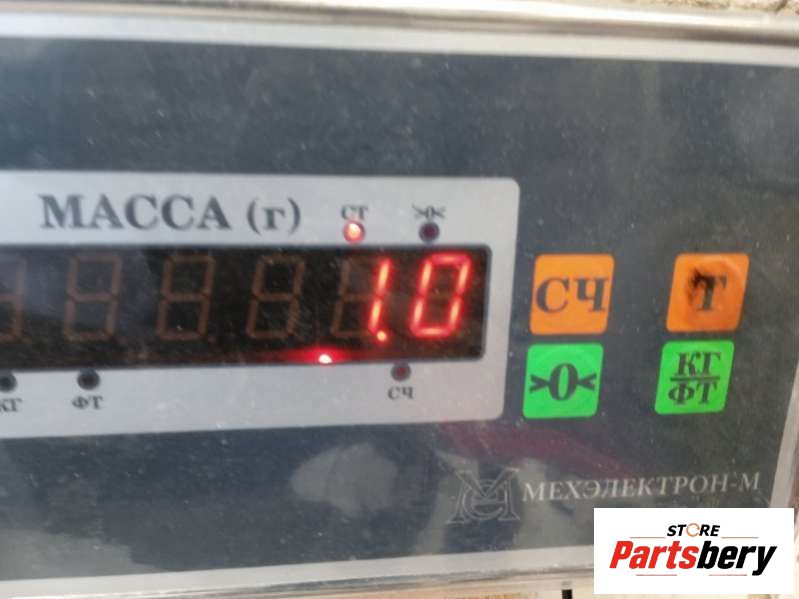 МАССА (г)
СТ
>0<
1.0
КГ
ФТ
СЧ
СЧ
Т
>0<
КГ
ФТ
МЕХЭЛЕКТРОН-М
STORE
Partsbery